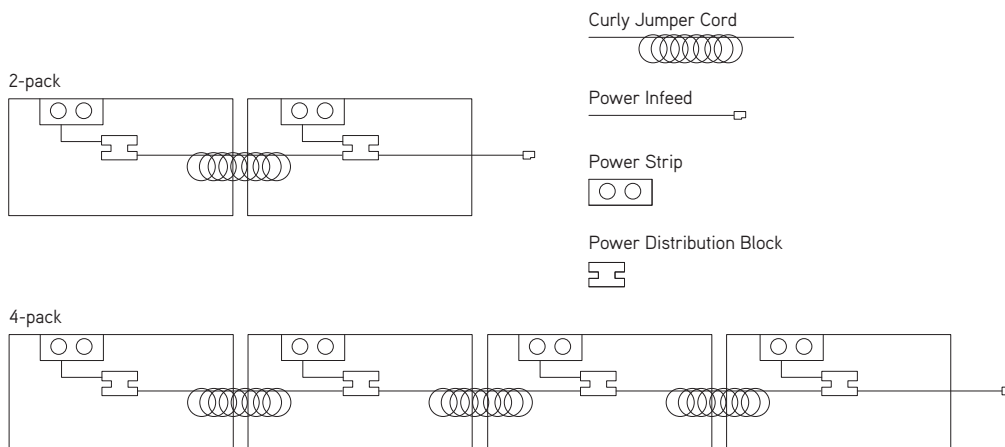 Curly Jumper Cord
2-pack
Power Infeed
Power Strip
Power Distribution Block
4-pack